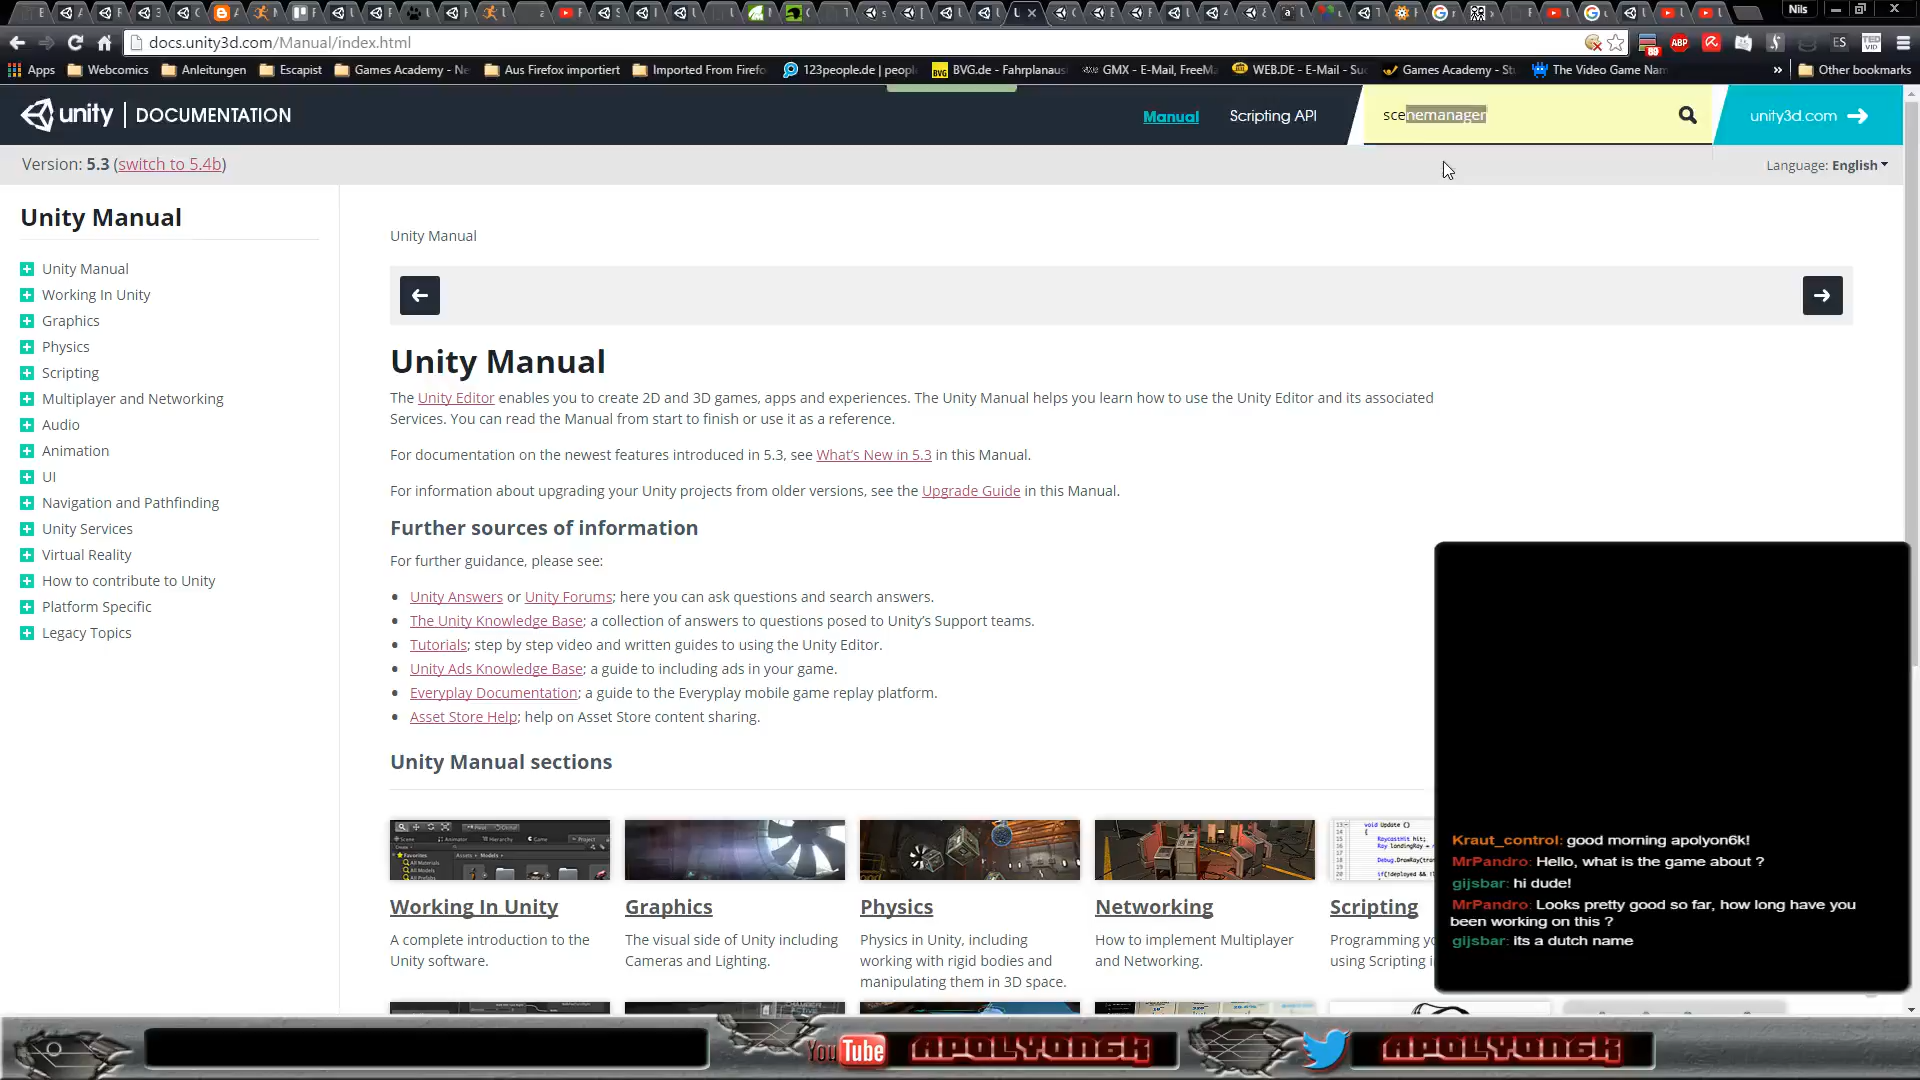 Nils
docs.unity3d.com/Manual/index.html
ABP
ES
TED
Apps
Webcomics
Anleitungen
Escapist
Games Academy - Ne
Aus Firefox importiert
Imported From Firefo
123people.de | peopl
BVG.de - Fahrplanaus
GMX - E-Mail, FreeMa
WEB.DE - E-Mail - Suc
Games Academy - St
The Video Game Nam
»
Other bookmarks
unity | DOCUMENTATION
Manual
Scripting API
scenemanager
unity3d.com
Version: 5.3 (switch to 5.4b)
Language: English
Unity Manual
Unity Manual
Working In Unity
Graphics
Physics
Scripting
Multiplayer and Networking
Audio
Animation
UI
Navigation and Pathfinding
Unity Services
Virtual Reality
How to contribute to Unity
Platform Specific
Legacy Topics
Unity Manual
Unity Manual
The Unity Editor enables you to create 2D and 3D games, apps and experiences. The Unity Manual helps you learn how to use the Unity Editor and its associated
Services. You can read the Manual from start to finish or use it as a reference.
For documentation on the newest features introduced in 5.3, see What's New in 5.3 in this Manual.
For information about upgrading your Unity projects from older versions, see the Upgrade Guide in this Manual.
Further sources of information
For further guidance, please see:
Unity Answers or Unity Forums; here you can ask questions and search answers.
The Unity Knowledge Base; a collection of answers to questions posed to Unity's Support teams.
Tutorials; step by step video and written guides to using the Unity Editor.
Unity Ads Knowledge Base; a guide to including ads in your game.
Everyplay Documentation; a guide to the Everyplay mobile game replay platform.
Asset Store Help; help on Asset Store content sharing.
Unity Manual sections
Working In Unity
A complete introduction to the
Unity software.
Graphics
The visual side of Unity including
Cameras and Lighting.
Physics
Physics in Unity, including
working with rigid bodies and
manipulating them in 3D space.
Networking
How to implement Multiplayer
and Networking.
void Update ()
Scripting
Programming yo
using Scripting i
Kraut_control: good morning apolyon6k!
MrPandro: Hello, what is the game about ?
gijsbar: hi dude!
MrPandro: Looks pretty good so far, how long have you
been working on this ?
gijsbar: its a dutch name
YouTube
APOLYON6K
APOLYON6K